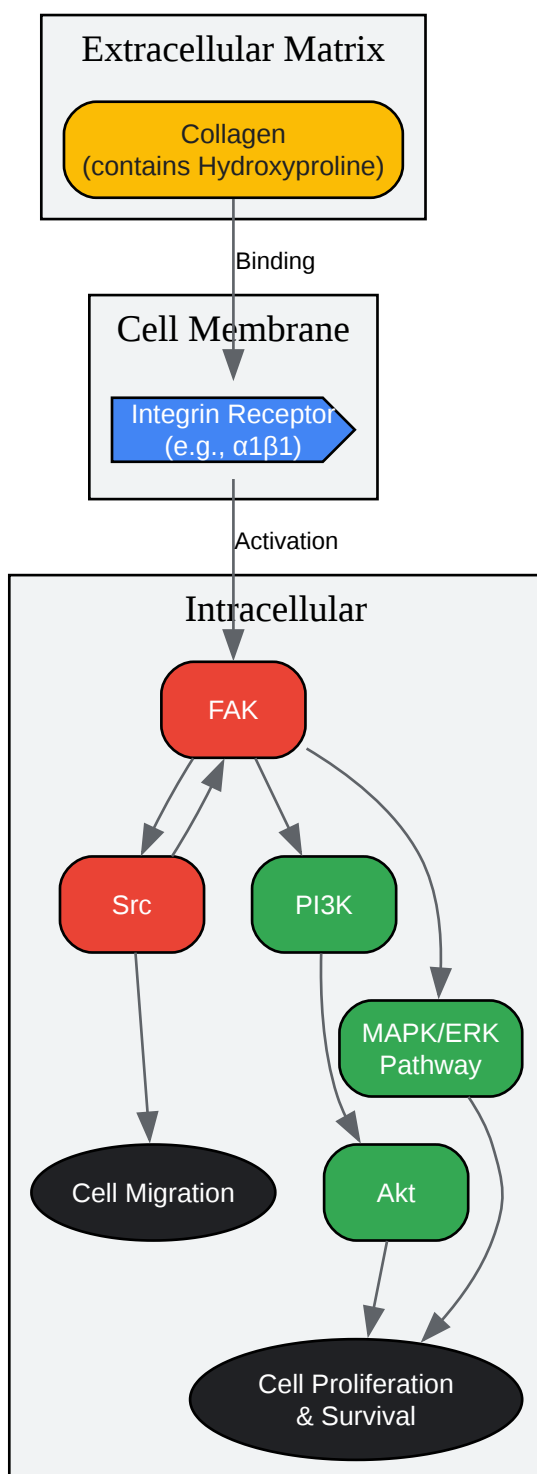 Extracellular Matrix
Collagen
(contains Hydroxyproline)
Binding
Cell Membrane
Integrin Receptor
(e.g., α1β1)
Activation
Intracellular
FAK
Src
PI3K
MAPK/ERK
Pathway
Cell Migration
Akt
Cell Proliferation
& Survival